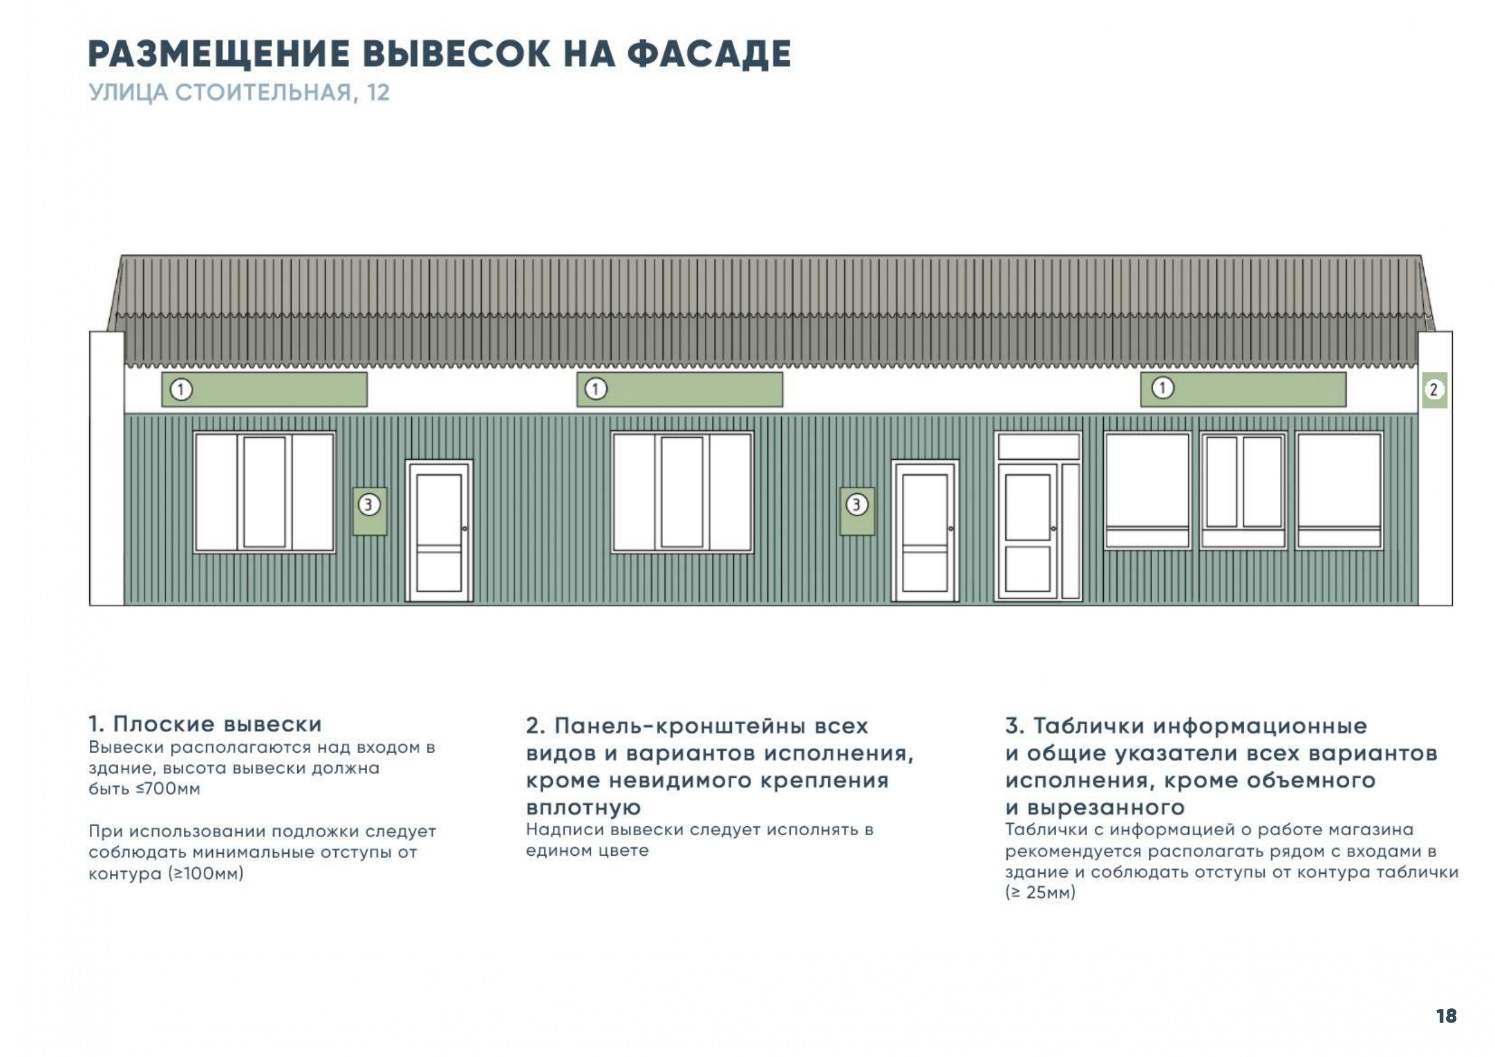 РАЗМЕЩЕНИЕ ВЫВЕСОК НА ФАСАДЕ
УЛИЦА СТОИТЕЛЬНАЯ, 12
1
1
1
2
3
3
1. Плоские вывески
Вывески располагаются над входом в
здание, высота вывески должна
быть ≤700мм
При использовании подложки следует
соблюдать минимальные отступы от
контура (≥100мм)
2. Панель-кронштейны всех
видов и вариантов исполнения,
кроме невидимого крепления
вплотную
Надписи вывески следует исполнять в
едином цвете
3. Таблички информационные
и общие указатели всех вариантов
исполнения, кроме объемного
и вырезанного
Таблички с информацией о работе магазина
рекомендуется располагать рядом с входами в
здание и соблюдать отступы от контура таблички
(≥ 25мм)
18